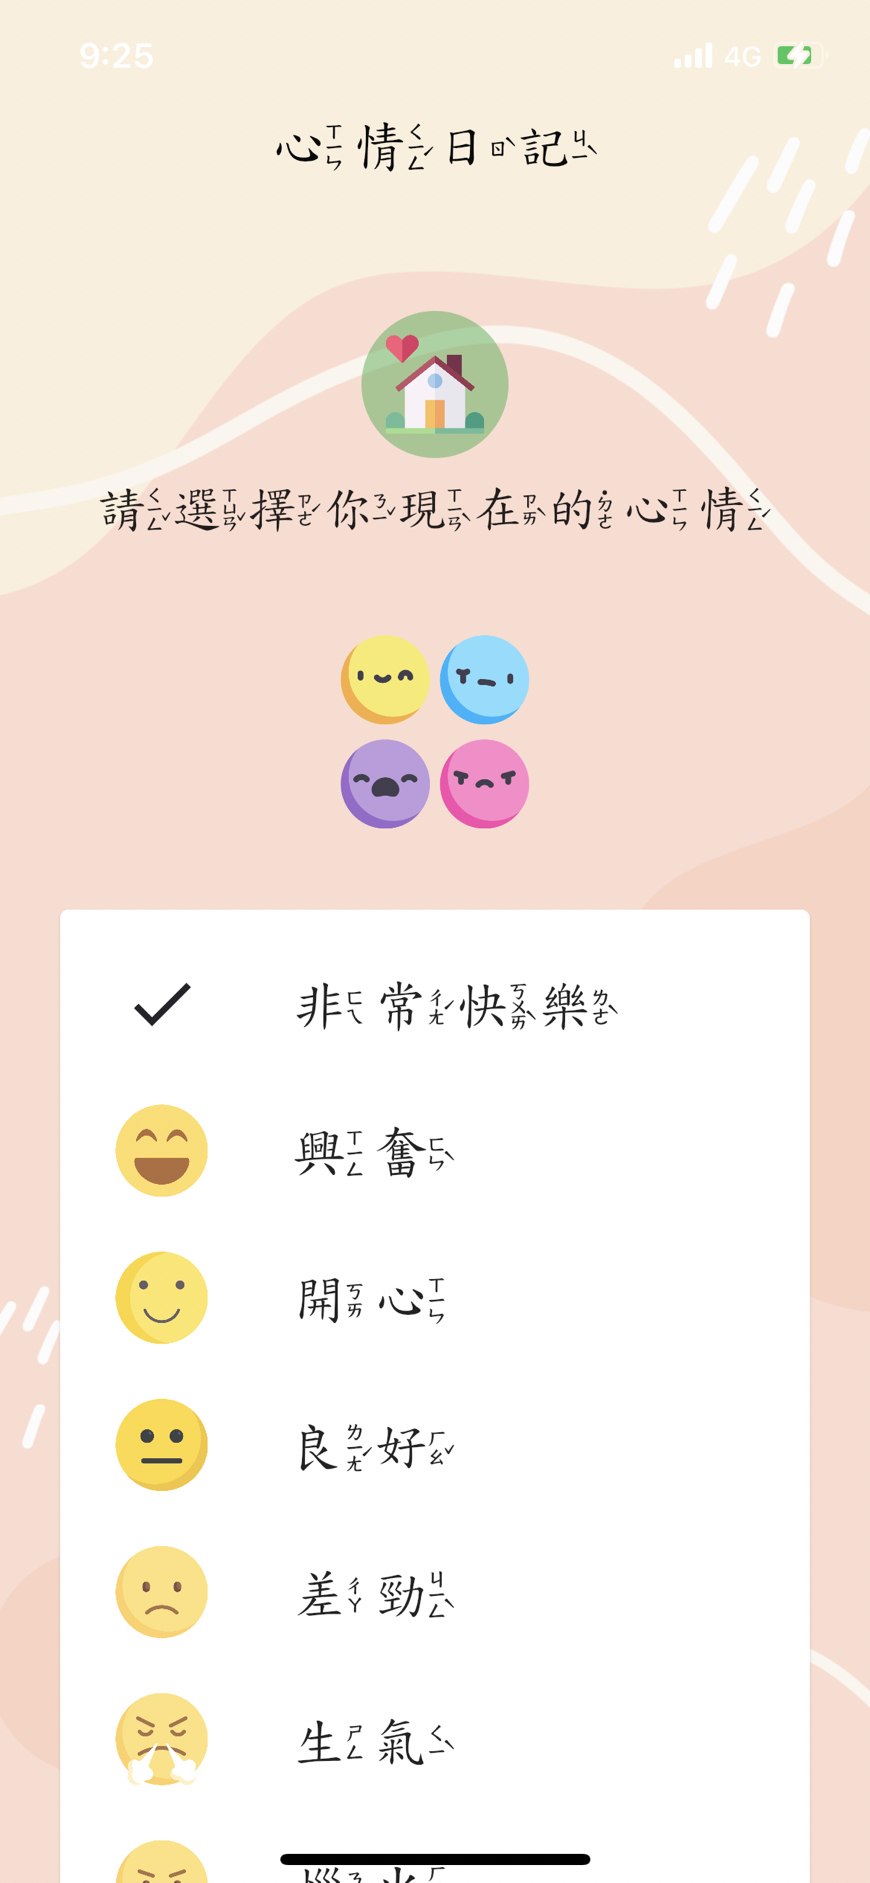 9:25 4G
心ㄒㄧㄣ情ㄑㄧㄥˊ日ㄖˋ記ㄐㄧˋ
請ㄑㄧㄥˇ選ㄒㄩㄢˇ擇ㄗㄜˊ你ㄋㄧˇ現ㄒㄧㄢˋ在ㄗㄞˋ的˙ㄉㄜ心ㄒㄧㄣ情ㄑㄧㄥˊ
非ㄈㄟ常ㄔㄤˊ快ㄎㄨㄞˋ樂ㄌㄜˋ
興ㄒㄧㄥ奮ㄈㄣˋ
開ㄎㄞ心ㄒㄧㄣ
良ㄌㄧㄤˊ好ㄏㄠˇ
差ㄔㄚ勁ㄐㄧㄥˋ
生ㄕㄥ氣ㄑㄧˋ